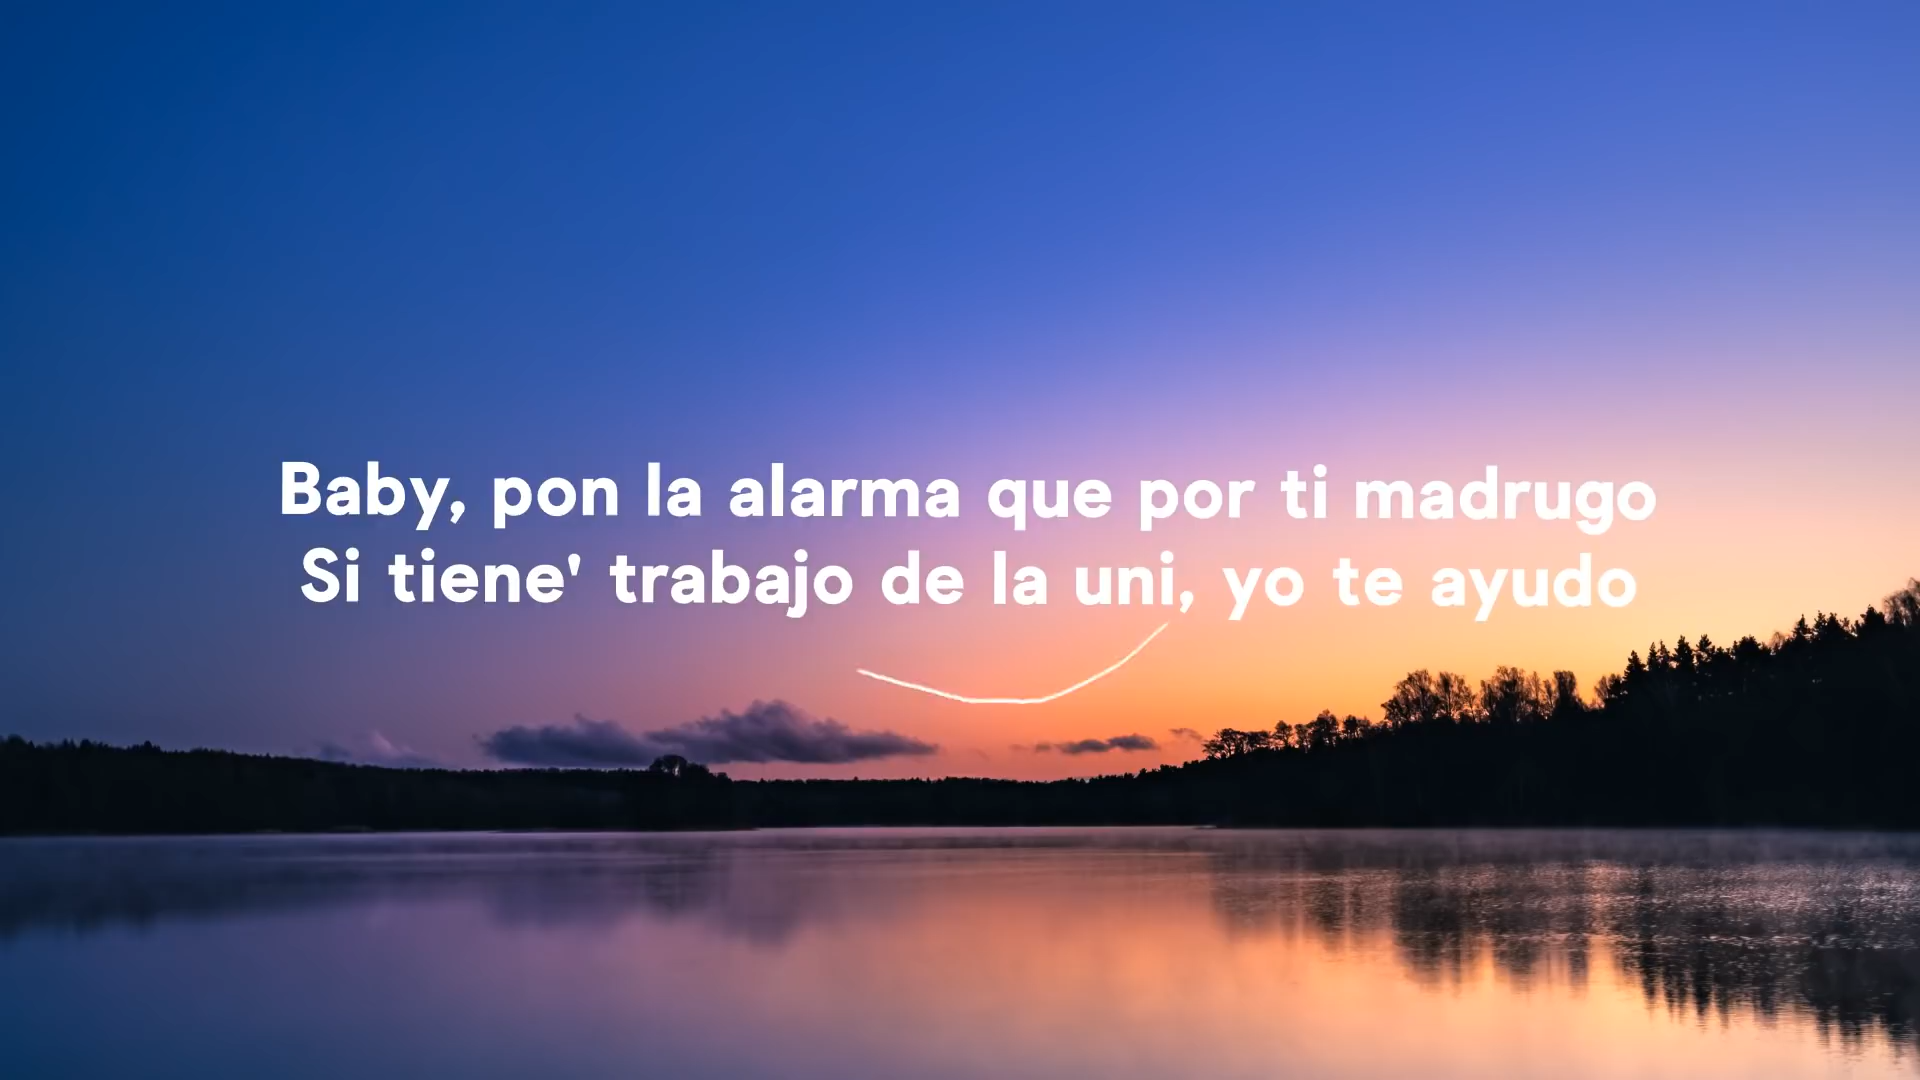 Baby, pon la alarma que por ti madrugo
Si tiene' trabajo de la uni, yo te ayudo